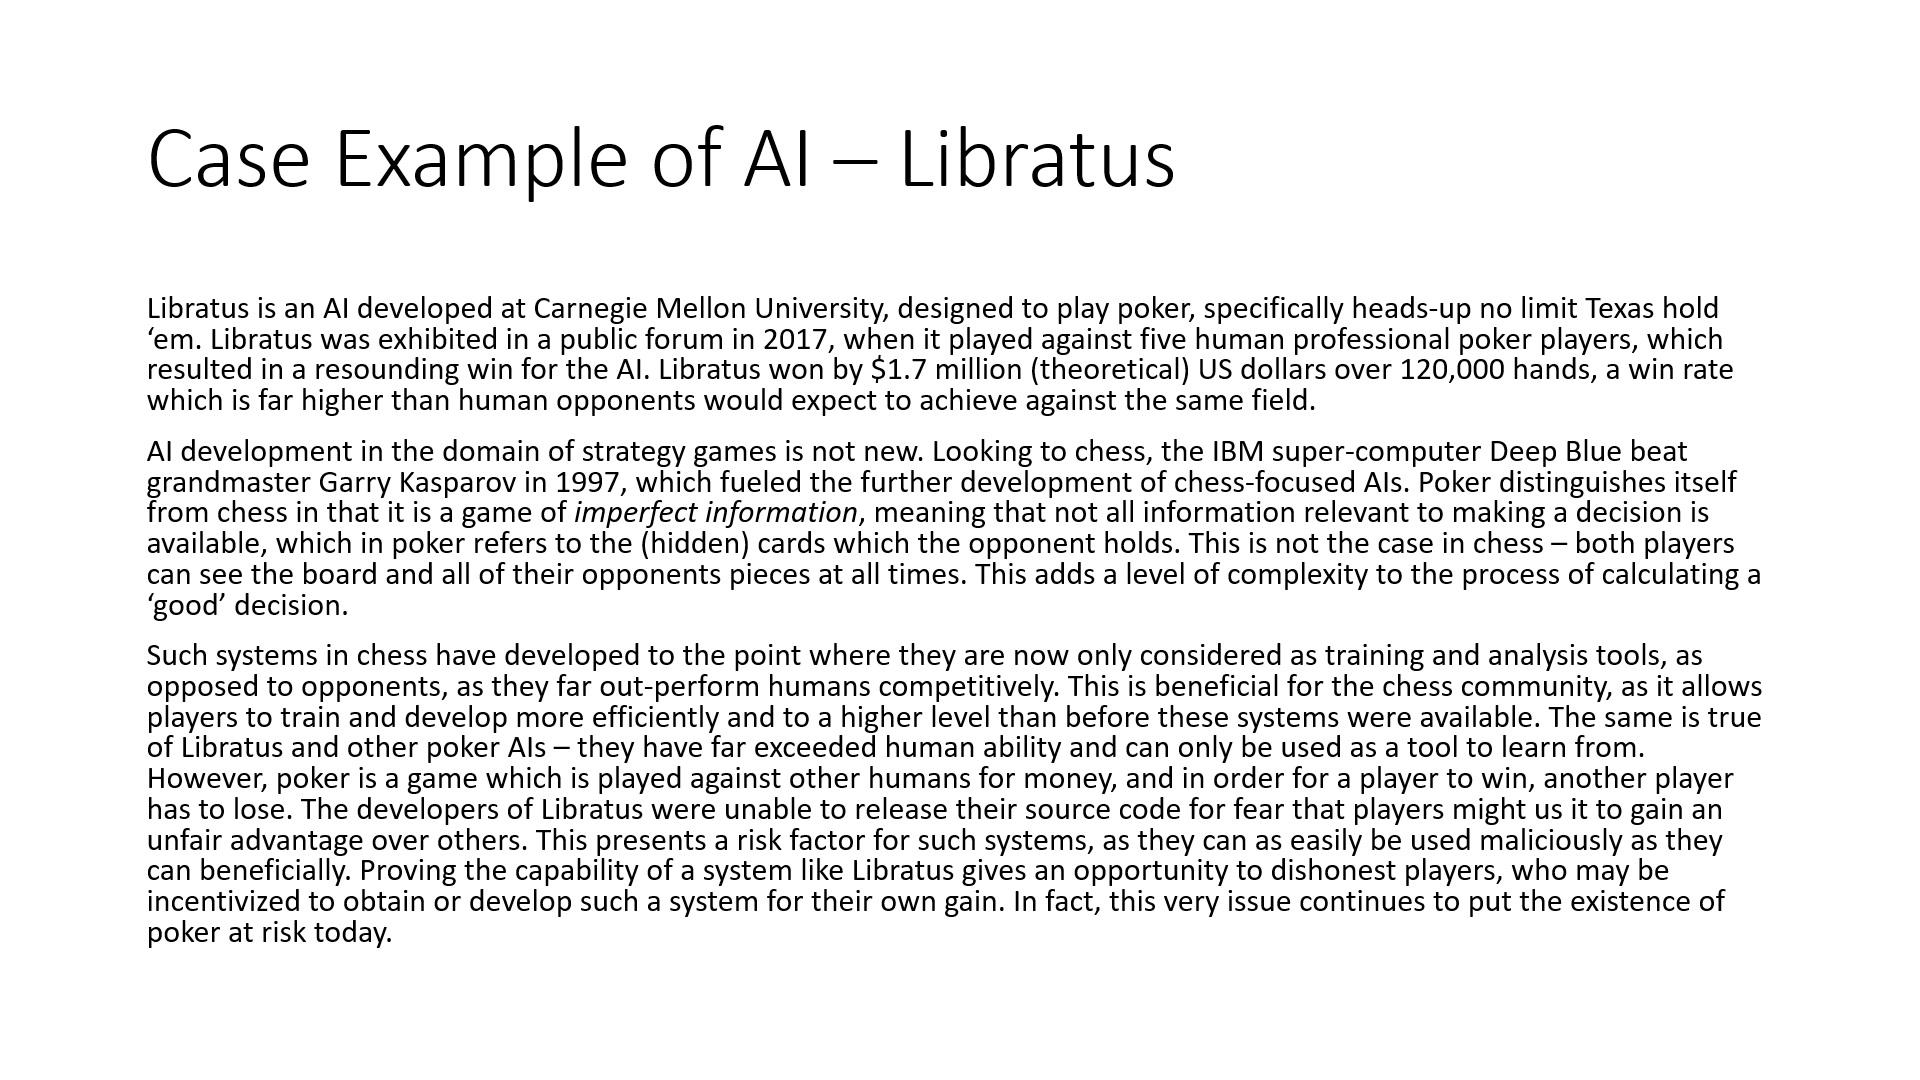 Case Example of AI – Libratus
Libratus is an AI developed at Carnegie Mellon University, designed to play poker, specifically heads-up no limit Texas hold
‘em. Libratus was exhibited in a public forum in 2017, when it played against five human professional poker players, which
resulted in a resounding win for the AI. Libratus won by $1.7 million (theoretical) US dollars over 120,000 hands, a win rate
which is far higher than human opponents would expect to achieve against the same field.
AI development in the domain of strategy games is not new. Looking to chess, the IBM super-computer Deep Blue beat
grandmaster Garry Kasparov in 1997, which fueled the further development of chess-focused AIs. Poker distinguishes itself
from chess in that it is a game of imperfect information, meaning that not all information relevant to making a decision is
available, which in poker refers to the (hidden) cards which the opponent holds. This is not the case in chess – both players
can see the board and all of their opponents pieces at all times. This adds a level of complexity to the process of calculating a
‘good’ decision.
Such systems in chess have developed to the point where they are now only considered as training and analysis tools, as
opposed to opponents, as they far out-perform humans competitively. This is beneficial for the chess community, as it allows
players to train and develop more efficiently and to a higher level than before these systems were available. The same is true
of Libratus and other poker AIs – they have far exceeded human ability and can only be used as a tool to learn from.
However, poker is a game which is played against other humans for money, and in order for a player to win, another player
has to lose. The developers of Libratus were unable to release their source code for fear that players might us it to gain an
unfair advantage over others. This presents a risk factor for such systems, as they can as easily be used maliciously as they
can beneficially. Proving the capability of a system like Libratus gives an opportunity to dishonest players, who may be
incentivized to obtain or develop such a system for their own gain. In fact, this very issue continues to put the existence of
poker at risk today.